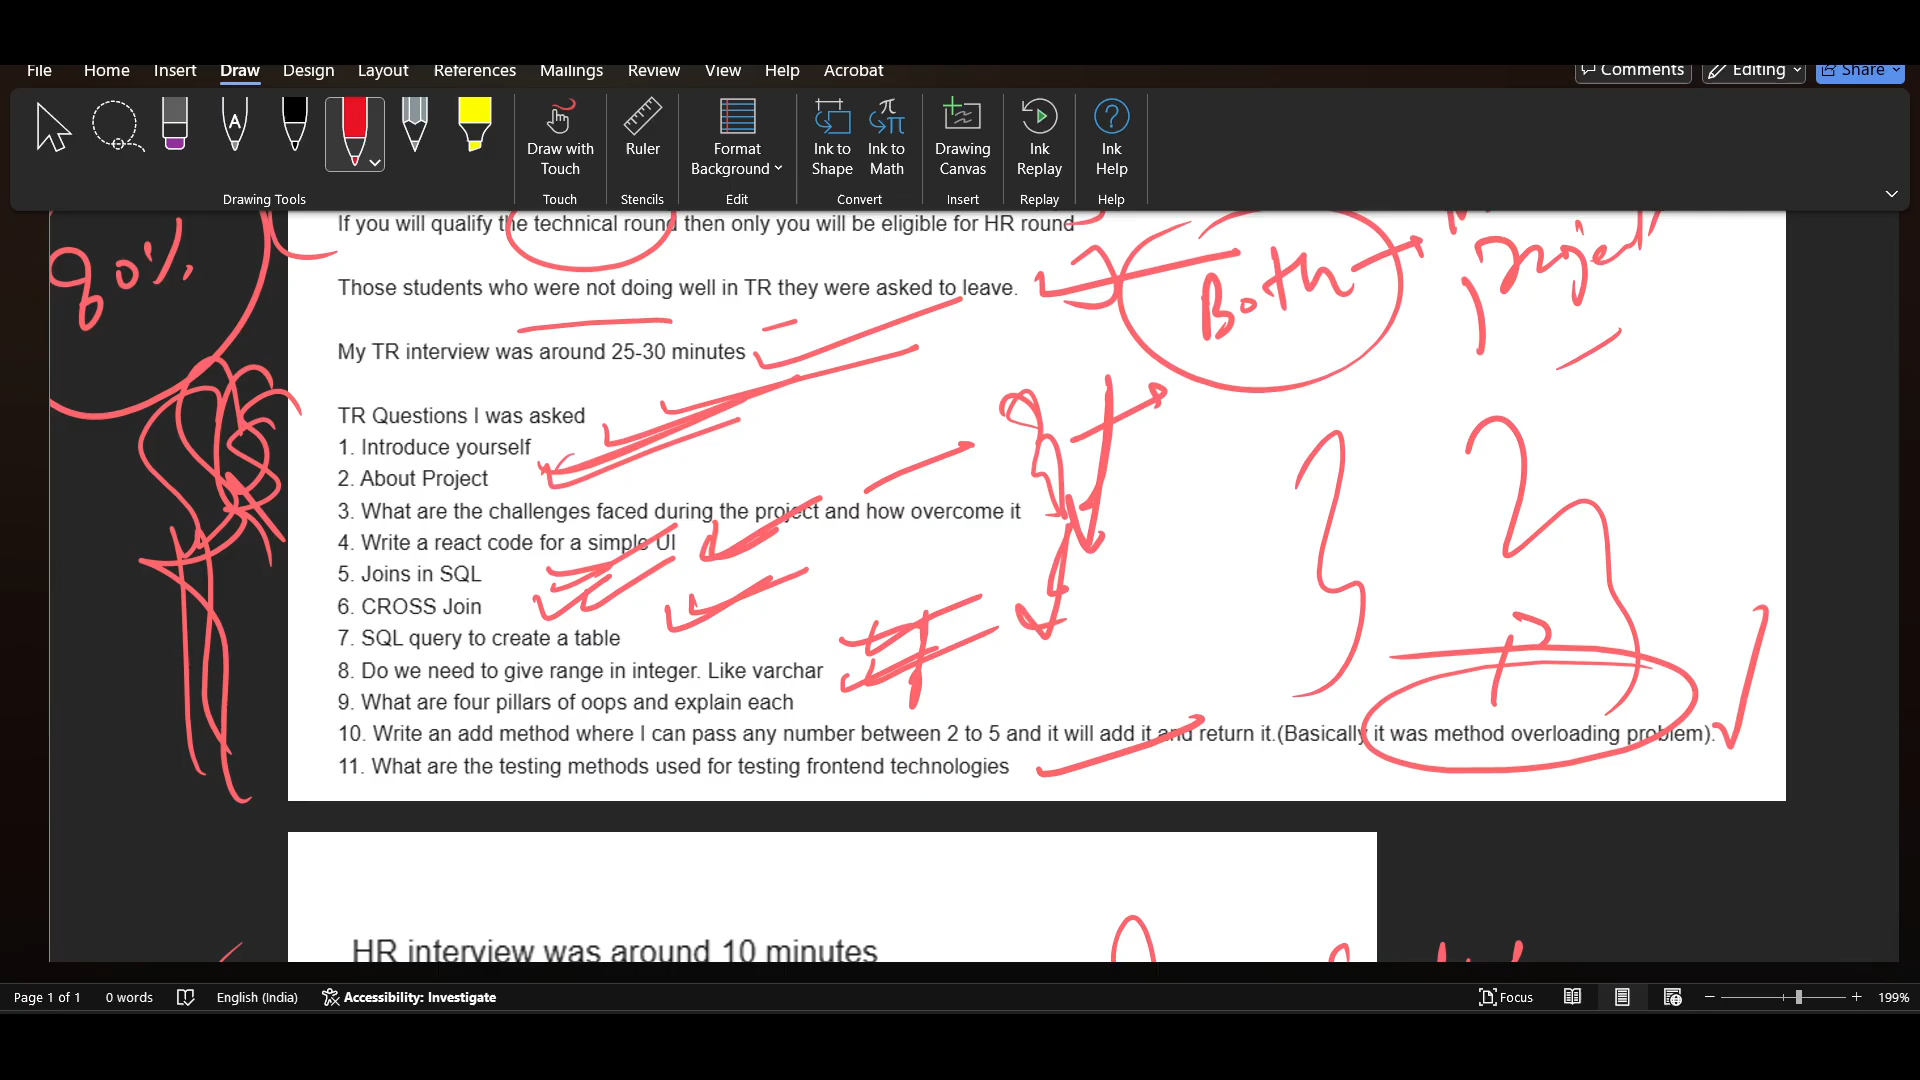 File Home Insert Draw Design Layout References Mailings Review View Help Acrobat Comments Editing Share
A
Draw with Touch
Ruler
Format Background
Ink to Shape
Ink to Math
Drawing Canvas
Ink Replay
Ink Help
Drawing Tools Touch Stencils Edit Convert Insert Replay Help
If you will qualify the technical round then only you will be eligible for HR round
80%
Both
Project
Those students who were not doing well in TR they were asked to leave.
My TR interview was around 25-30 minutes
TR Questions I was asked
1. Introduce yourself
2. About Project
3. What are the challenges faced during the project and how overcome it
4. Write a react code for a simple UI
5. Joins in SQL
6. CROSS Join
7. SQL query to create a table
8. Do we need to give range in integer. Like varchar
9. What are four pillars of oops and explain each
10. Write an add method where I can pass any number between 2 to 5 and it will add it and return it.(Basically it was method overloading problem).
11. What are the testing methods used for testing frontend technologies
HR interview was around 10 minutes
Page 1 of 1 0 words English (India) Accessibility: Investigate Focus 199%